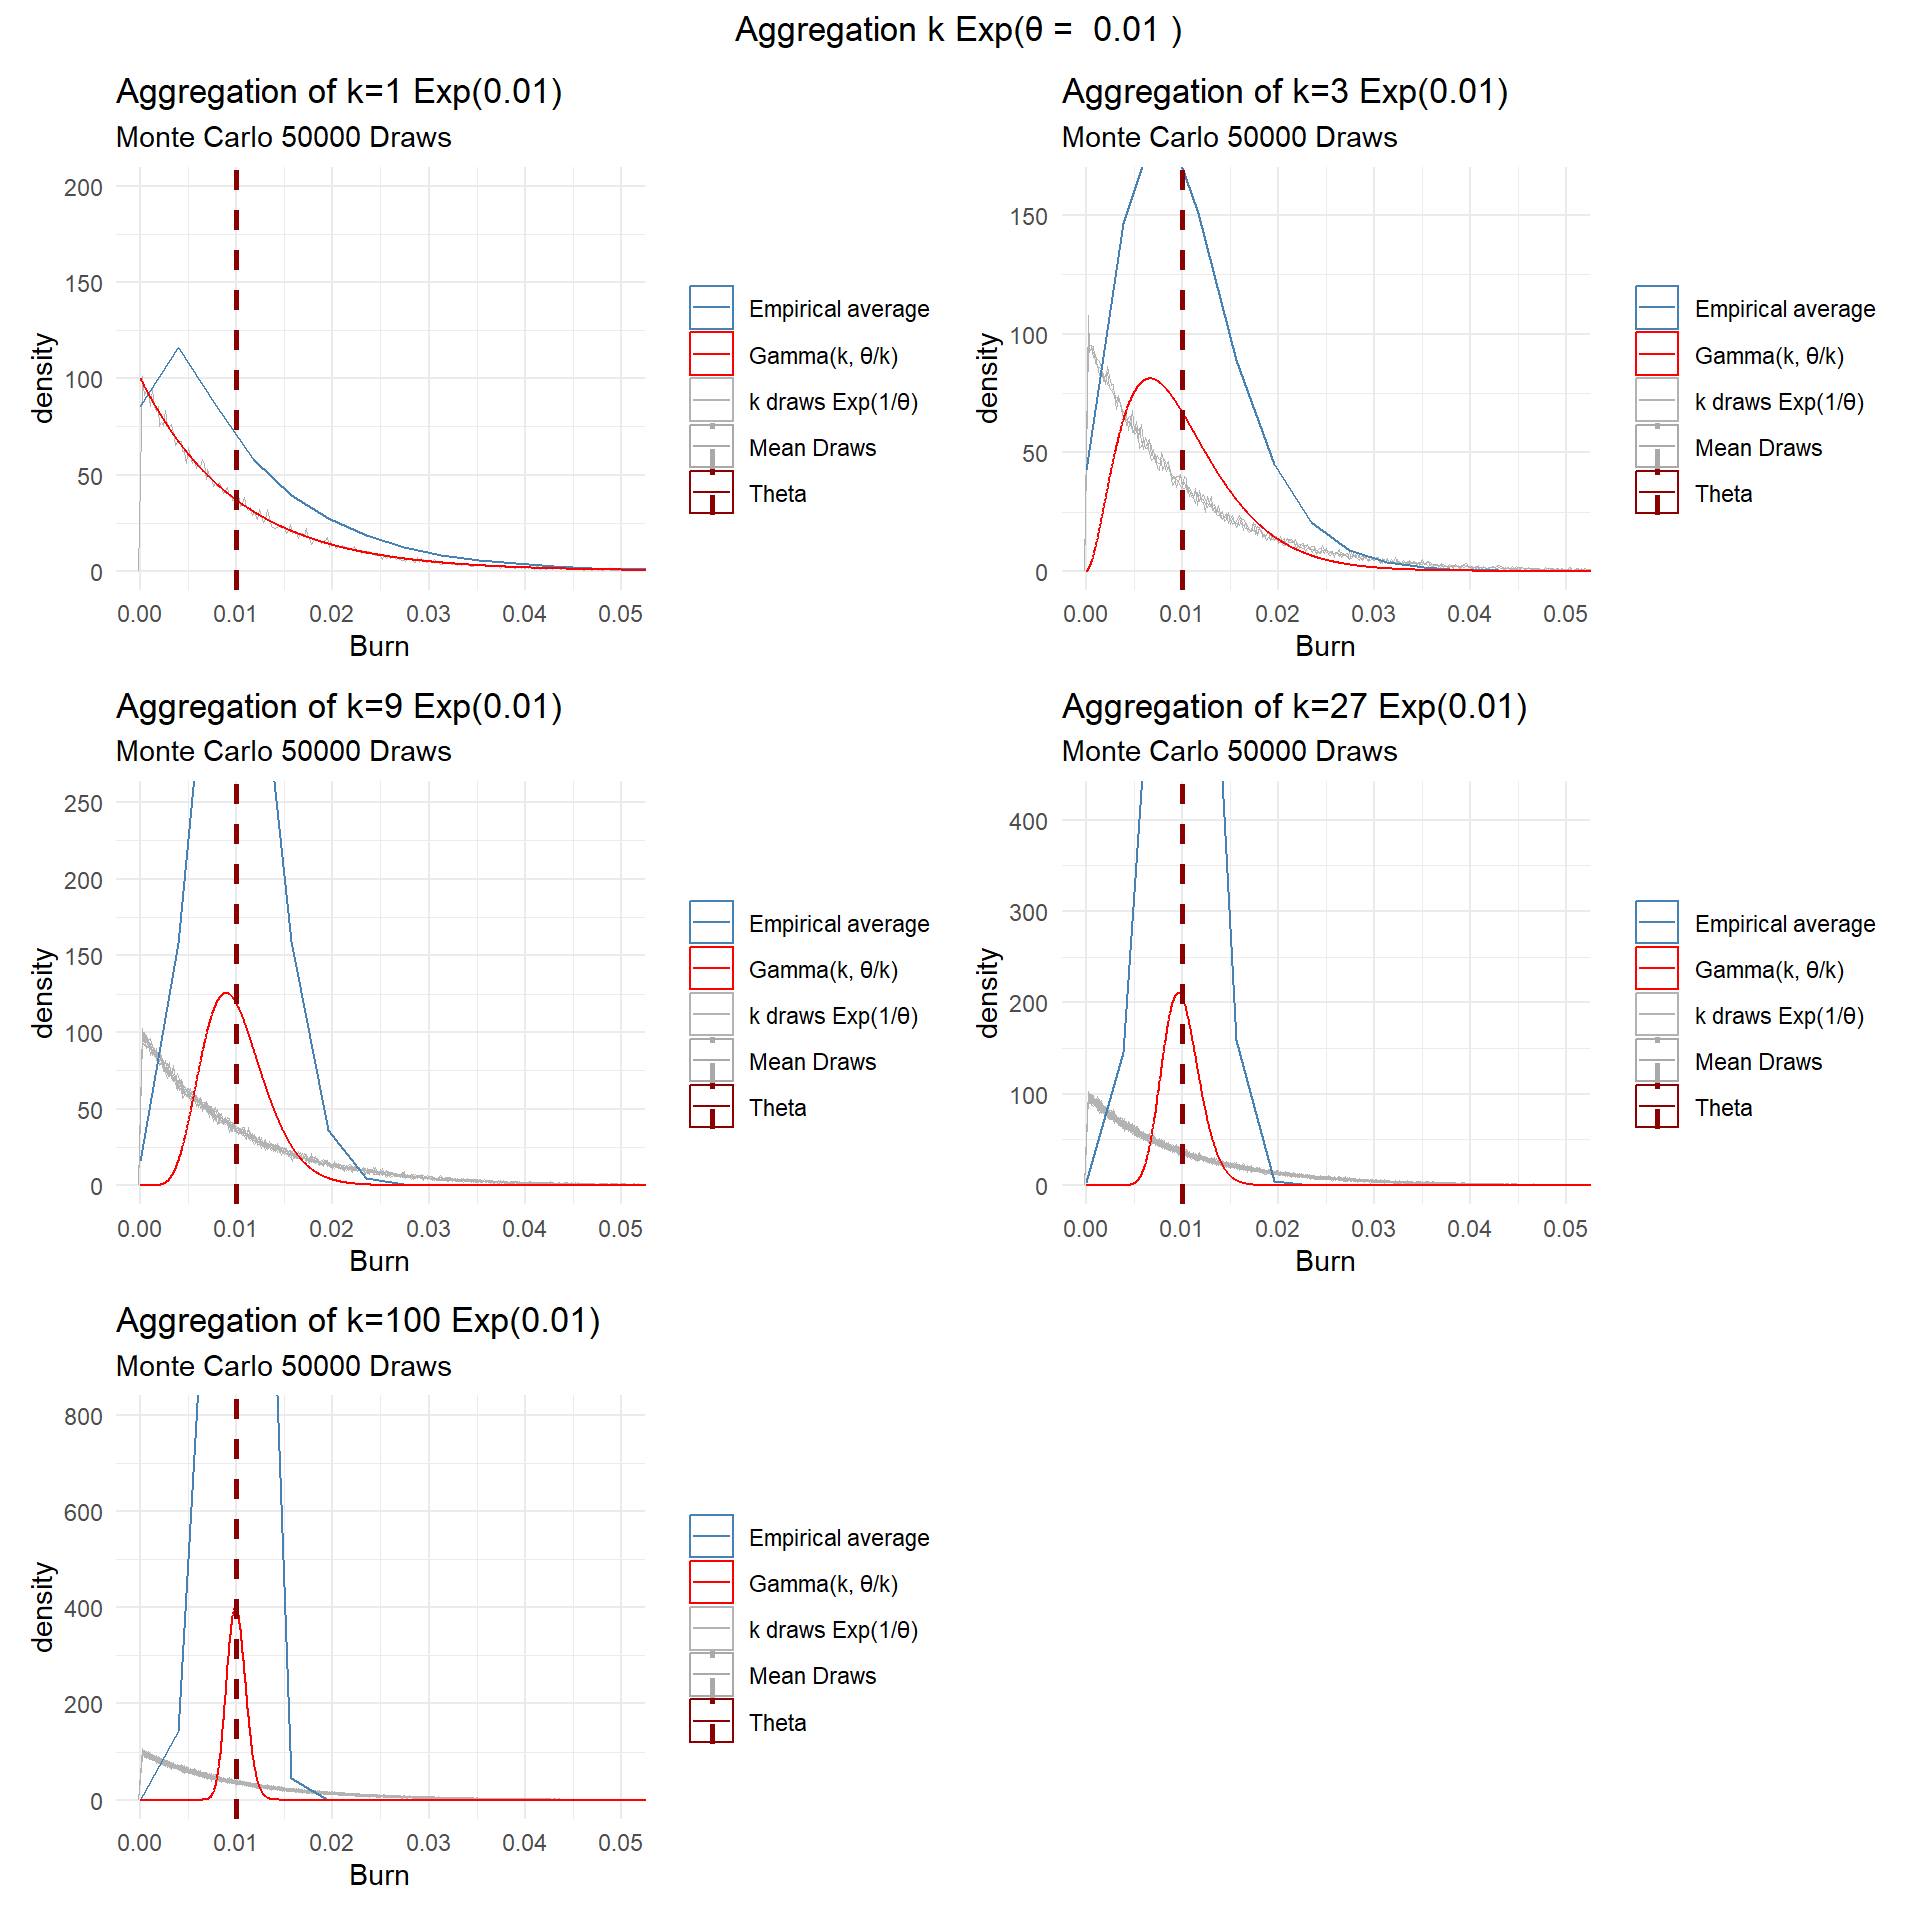 Aggregation k Exp(θ =  0.01 )
Aggregation of k=1 Exp(0.01)
Monte Carlo 50000 Draws
200
150
100
50
0
density
0.00 0.01 0.02 0.03 0.04 0.05
Burn
Empirical average
Gamma(k, θ/k)
k draws Exp(1/θ)
Mean Draws
Theta
Aggregation of k=3 Exp(0.01)
Monte Carlo 50000 Draws
150
100
50
0
density
0.00 0.01 0.02 0.03 0.04 0.05
Burn
Empirical average
Gamma(k, θ/k)
k draws Exp(1/θ)
Mean Draws
Theta
Aggregation of k=9 Exp(0.01)
Monte Carlo 50000 Draws
250
200
150
100
50
0
density
0.00 0.01 0.02 0.03 0.04 0.05
Burn
Empirical average
Gamma(k, θ/k)
k draws Exp(1/θ)
Mean Draws
Theta
Aggregation of k=27 Exp(0.01)
Monte Carlo 50000 Draws
400
300
200
100
0
density
0.00 0.01 0.02 0.03 0.04 0.05
Burn
Empirical average
Gamma(k, θ/k)
k draws Exp(1/θ)
Mean Draws
Theta
Aggregation of k=100 Exp(0.01)
Monte Carlo 50000 Draws
800
600
400
200
0
density
0.00 0.01 0.02 0.03 0.04 0.05
Burn
Empirical average
Gamma(k, θ/k)
k draws Exp(1/θ)
Mean Draws
Theta